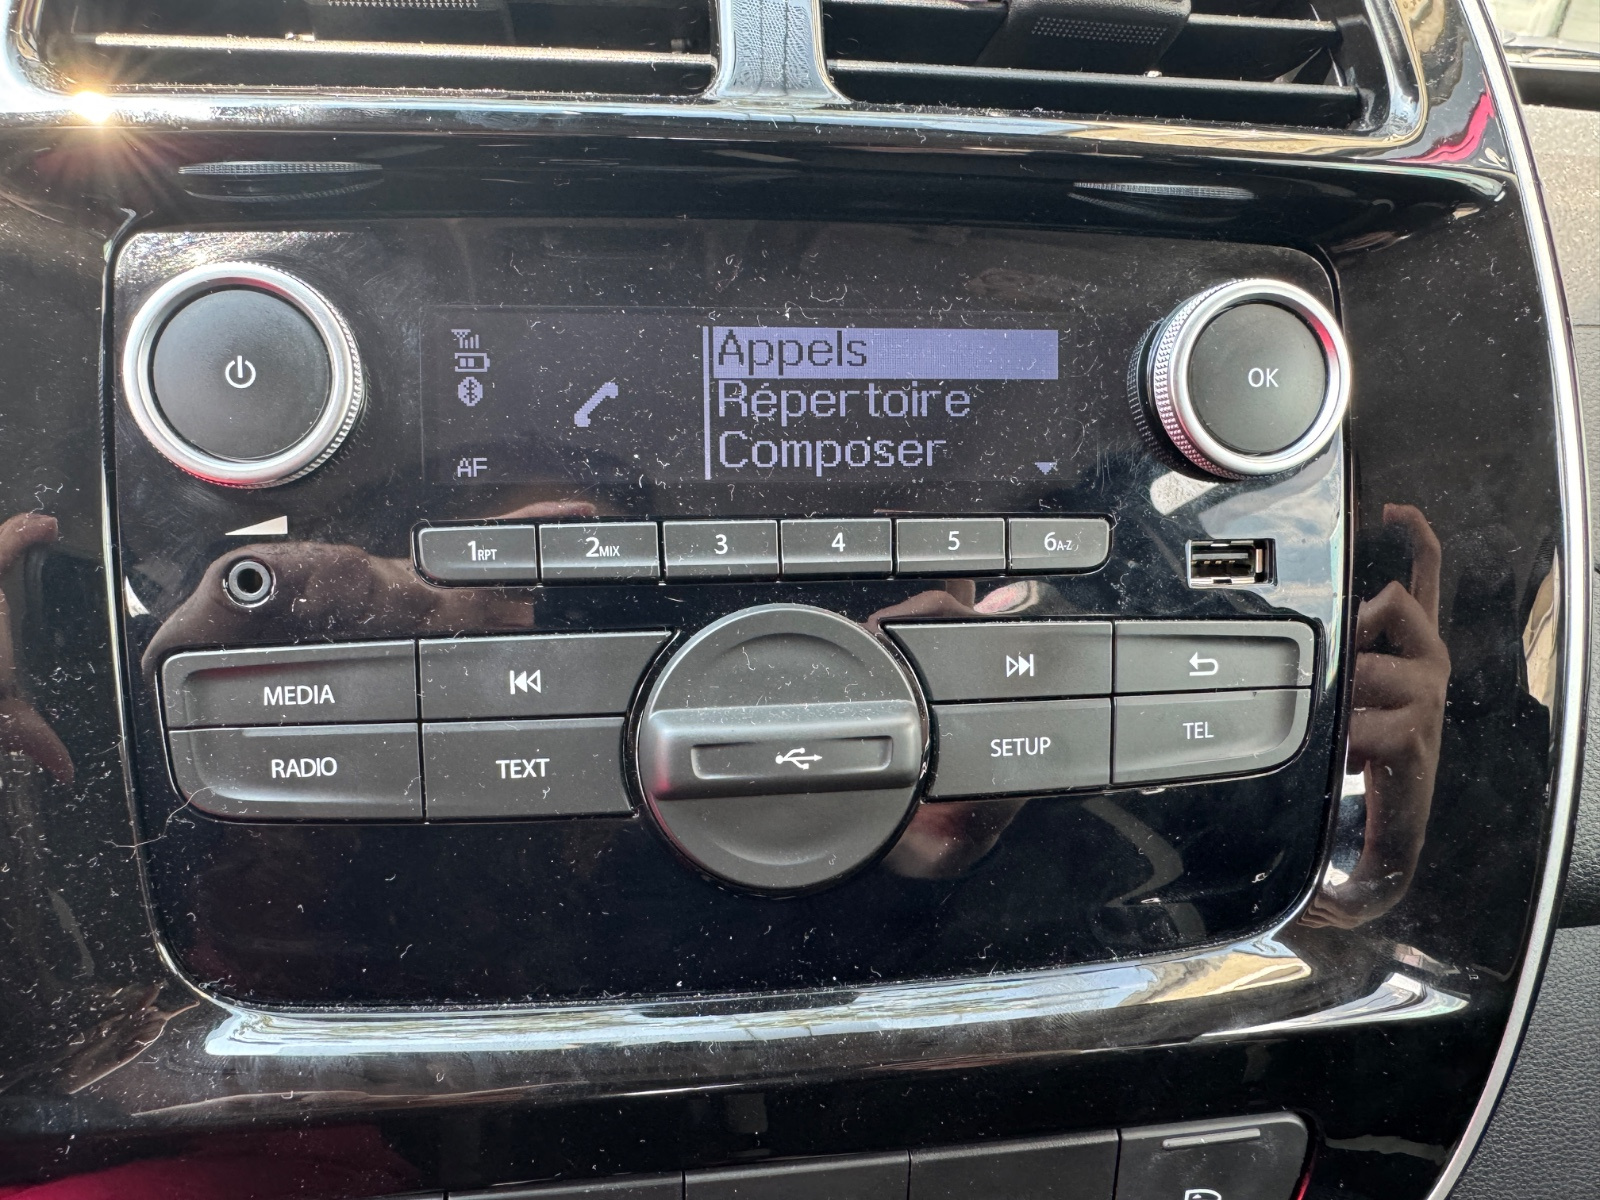 Appels
Répertoire
Composer
AF
OK
1RPT
2MIX
3
4
5
6A-Z
MEDIA
RADIO
TEXT
SETUP
TEL